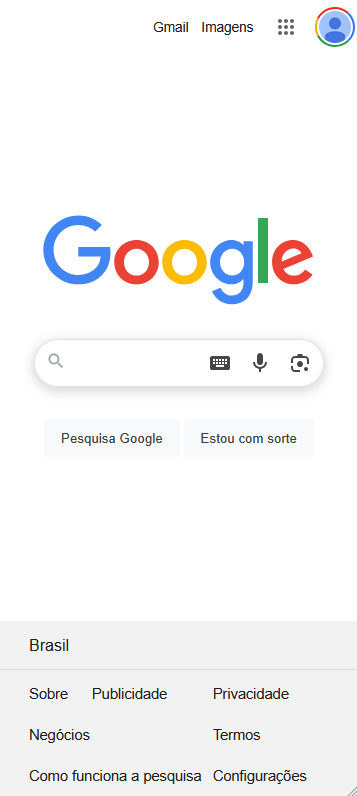 Gmail Imagens
Google
Pesquisa Google Estou com sorte
Brasil
Sobre Publicidade Privacidade
Negócios Termos
Como funciona a pesquisa Configurações